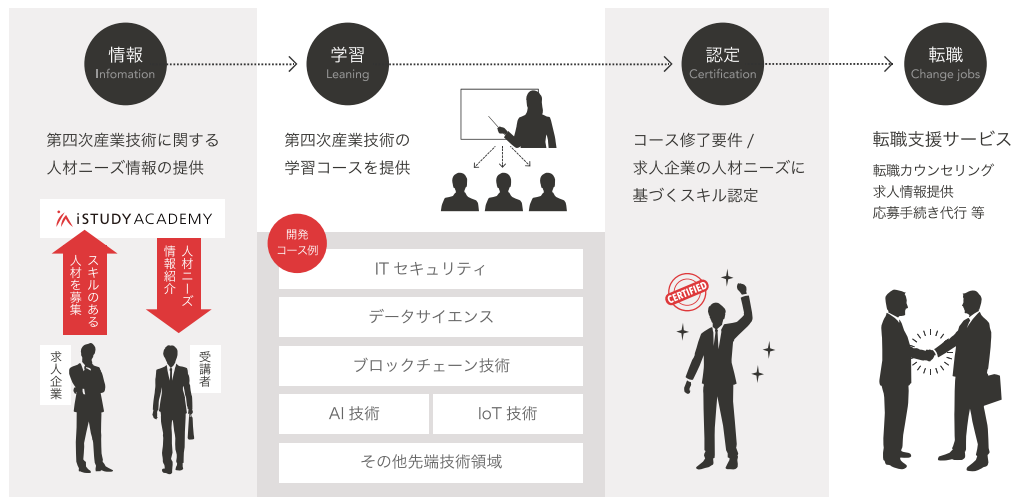 情報
Infomation
第四次産業技術に関する
人材ニーズ情報の提供
iSTUDY ACADEMY
スキルのある
人材を募集
人材ニーズ
情報紹介
求人企業
受講者
学習
Leaning
第四次産業技術の
学習コースを提供
開発
コース例
IT セキュリティ
データサイエンス
ブロックチェーン技術
AI 技術
IoT 技術
その他先端技術領域
認定
Certification
コース修了要件 /
求人企業の人材ニーズに
基づくスキル認定
CERTIFIED
転職
Change jobs
転職支援サービス
転職カウンセリング
求人情報提供
応募手続き代行 等